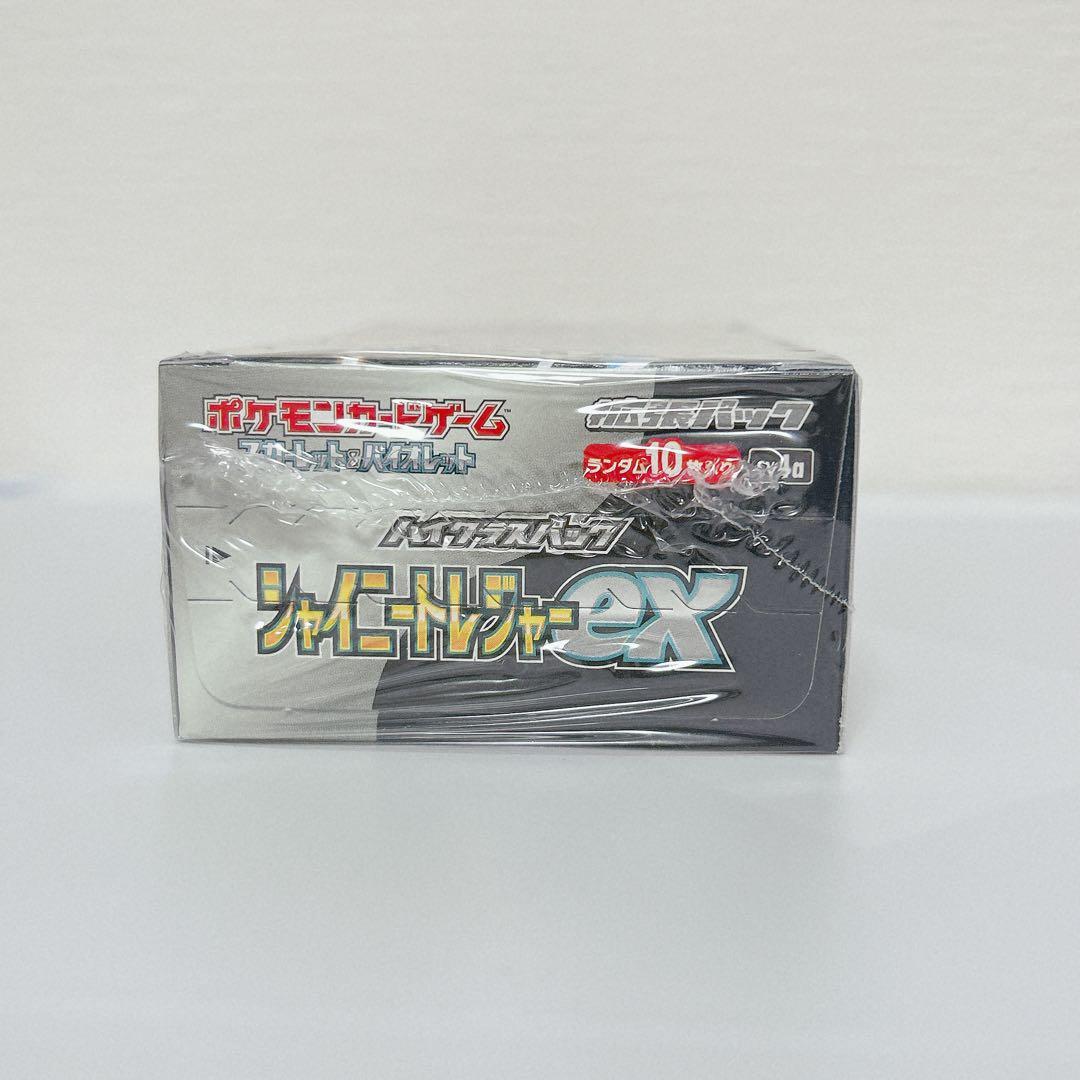 ポケモンカードゲーム™
スカーレット&バイオレット
拡張パック
ランダム10枚入り
sv4a
ハイクラスパック
シャイニートレジャーex